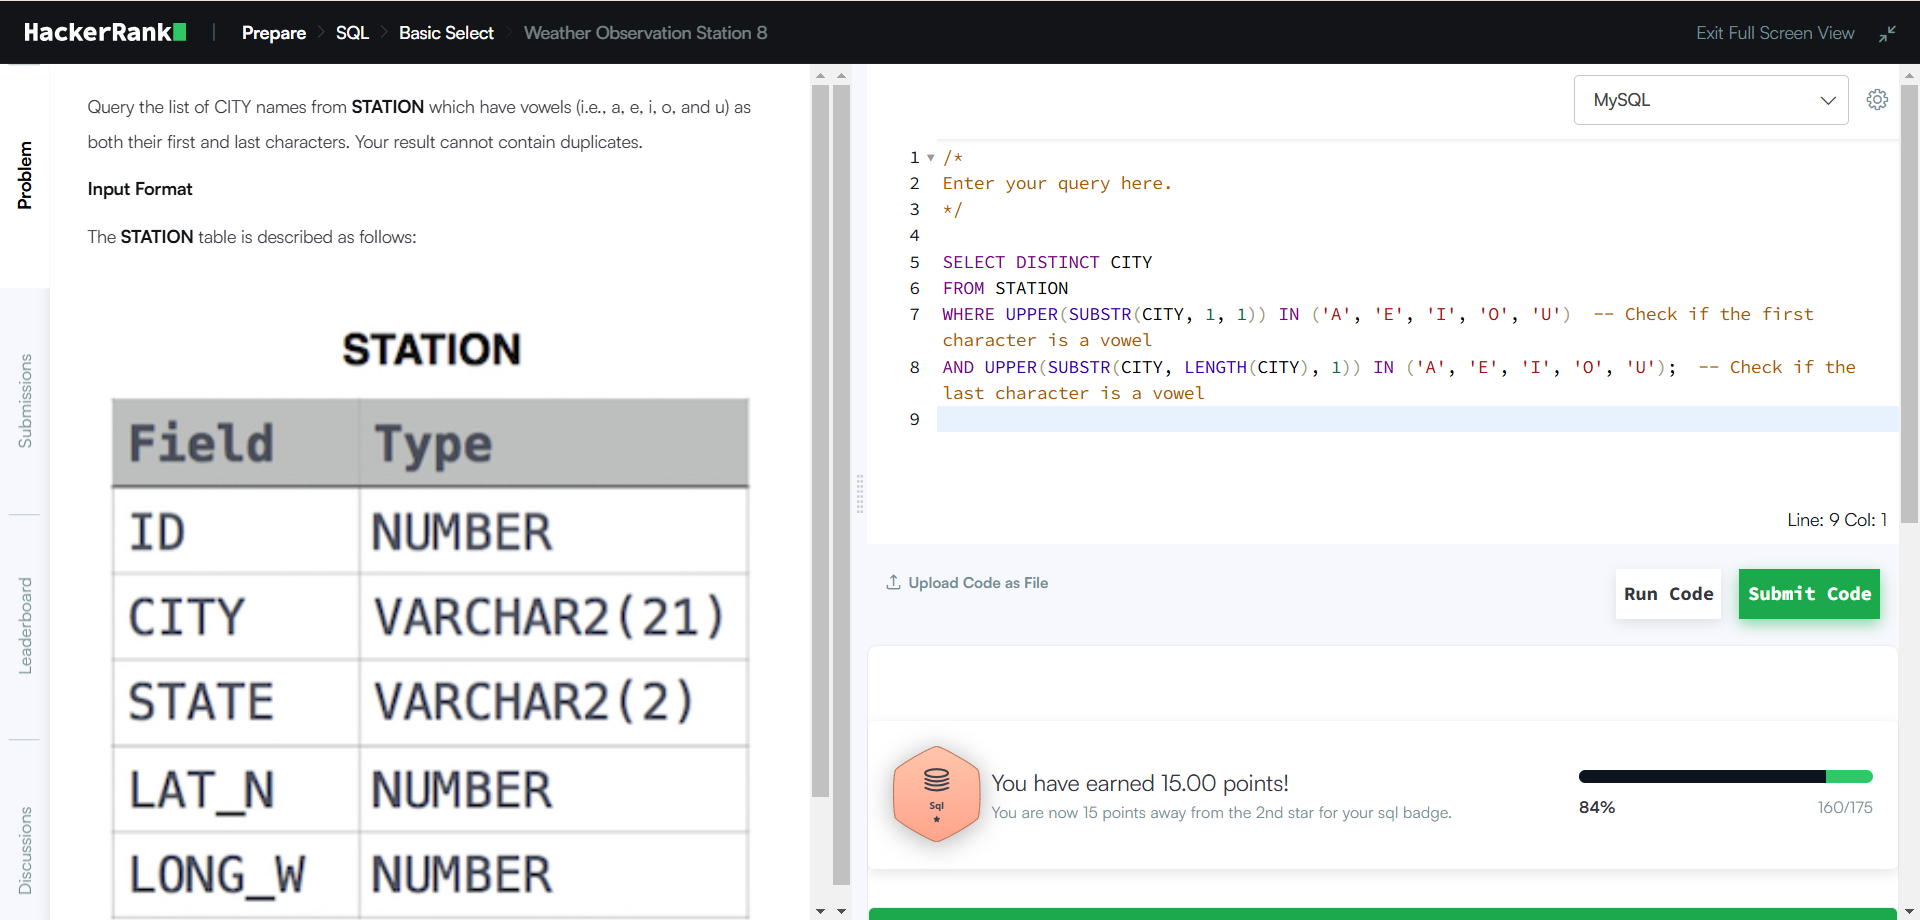 HackerRank | Prepare > SQL > Basic Select > Weather Observation Station 8
Exit Full Screen View
Problem
Submissions
Leaderboard
Discussions
Query the list of CITY names from STATION which have vowels (i.e., a, e, i, o, and u) as
both their first and last characters. Your result cannot contain duplicates.
Input Format
The STATION table is described as follows:
STATION
Field Type
ID NUMBER
CITY VARCHAR2(21)
STATE VARCHAR2(2)
LAT_N NUMBER
LONG_W NUMBER
MySQL
1 /*
2 Enter your query here.
3 */
4
5 SELECT DISTINCT CITY
6 FROM STATION
7 WHERE UPPER(SUBSTR(CITY, 1, 1)) IN ('A', 'E', 'I', 'O', 'U')  -- Check if the first
character is a vowel
8 AND UPPER(SUBSTR(CITY, LENGTH(CITY), 1)) IN ('A', 'E', 'I', 'O', 'U');  -- Check if the
last character is a vowel
9
Line: 9 Col: 1
Upload Code as File
Run Code
Submit Code
Sql
You have earned 15.00 points!
You are now 15 points away from the 2nd star for your sql badge.
84%
160/175